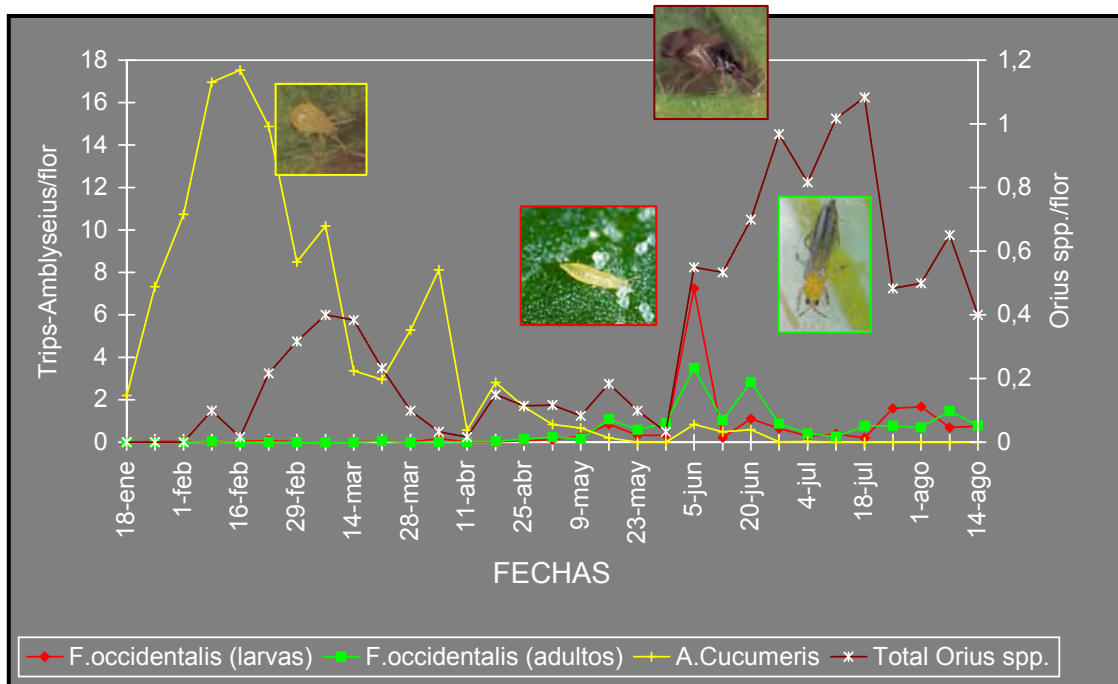 18
16
14
12
10
8
6
4
2
0
Trips-Amblyseius/flor
1,2
1
0,8
0,6
0,4
0,2
0
Orius spp./flor
18-ene
1-feb
16-feb
29-feb
14-mar
28-mar
11-abr
25-abr
9-may
23-may
5-jun
20-jun
4-jul
18-jul
1-ago
14-ago
FECHAS
F.occidentalis (larvas) F.occidentalis (adultos) A.Cucumeris Total Orius spp.